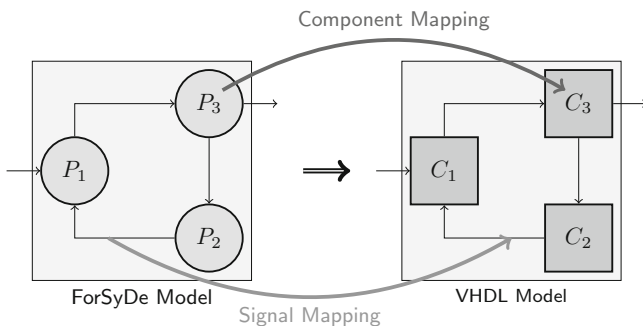 Component Mapping
P3
C3
P1
C1
P2
C2
ForSyDe Model
VHDL Model
Signal Mapping